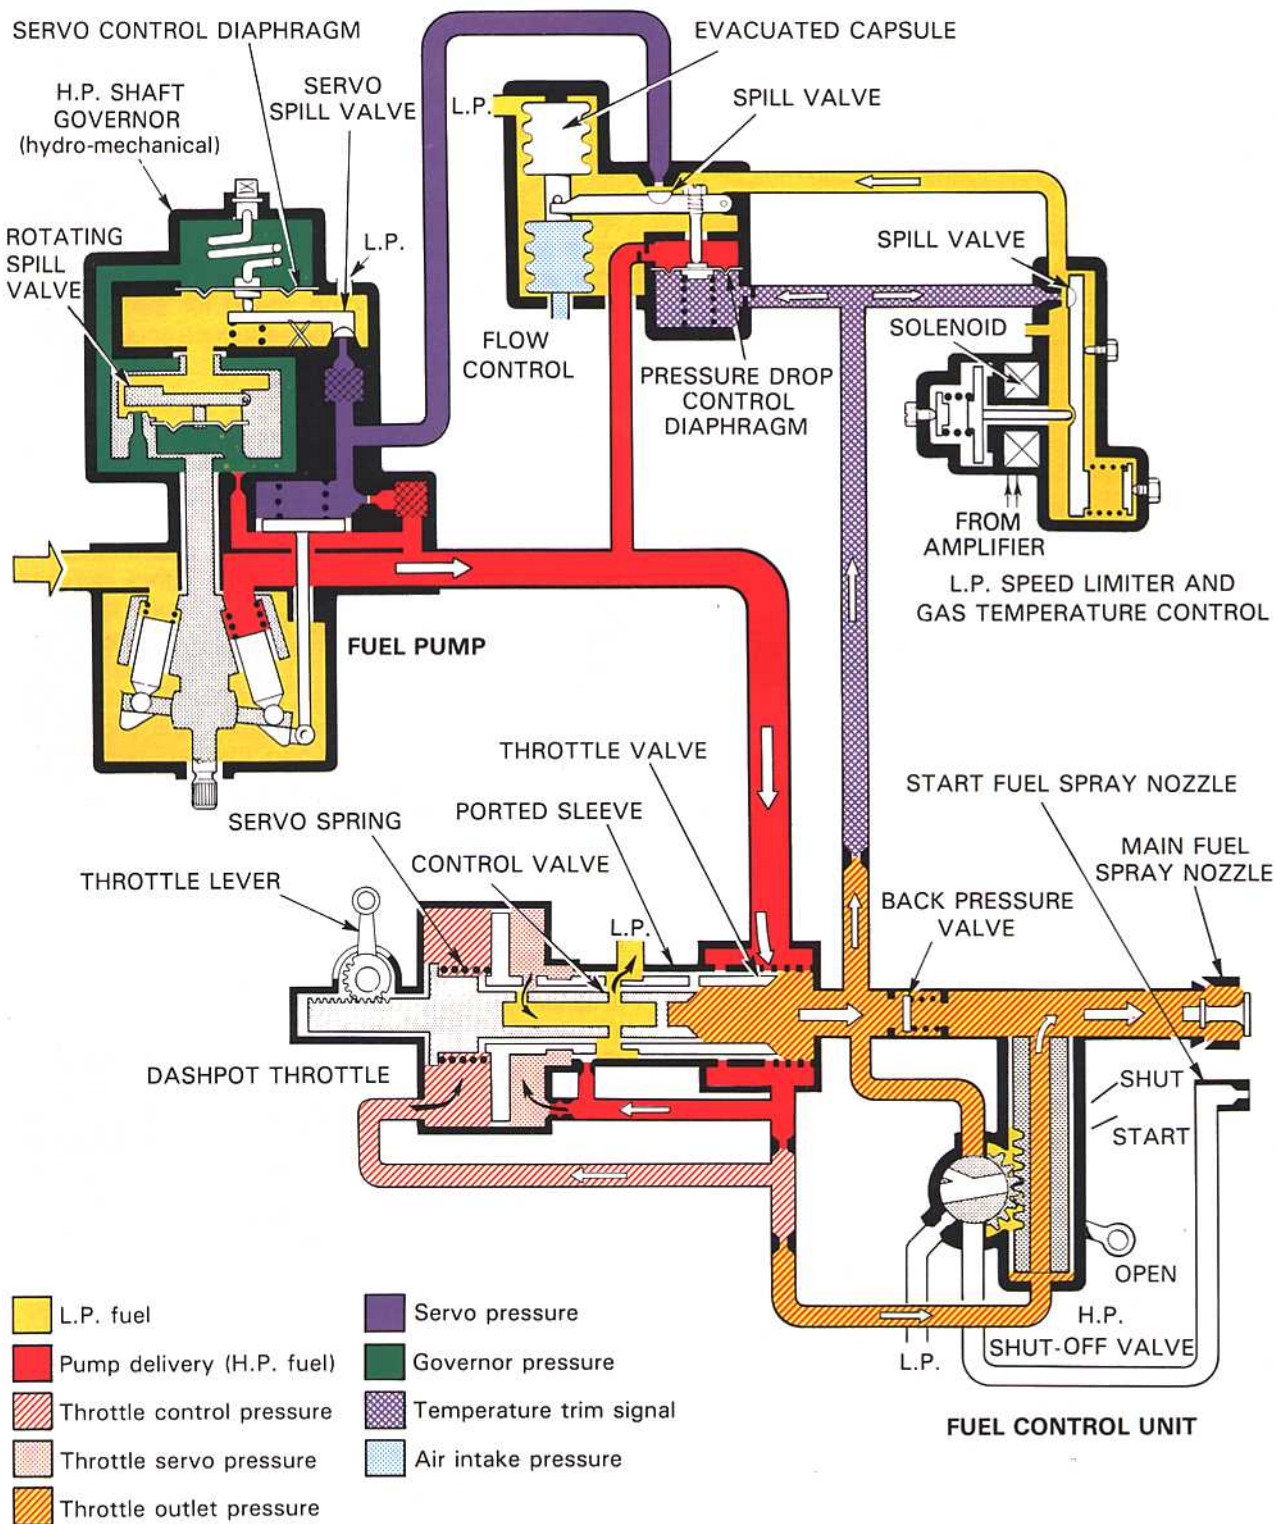 SERVO CONTROL DIAPHRAGM
EVACUATED CAPSULE
H.P. SHAFT
GOVERNOR
(hydro-mechanical)
SERVO
SPILL VALVE
L.P.
SPILL VALVE
ROTATING
SPILL
VALVE
L.P.
SPILL VALVE
FLOW
CONTROL
SOLENOID
PRESSURE DROP
CONTROL
DIAPHRAGM
FROM
AMPLIFIER
L.P. SPEED LIMITER AND
GAS TEMPERATURE CONTROL
FUEL PUMP
THROTTLE VALVE
START FUEL SPRAY NOZZLE
SERVO SPRING
PORTED SLEEVE
MAIN FUEL
SPRAY NOZZLE
THROTTLE LEVER
CONTROL VALVE
BACK PRESSURE
VALVE
L.P.
DASHPOT THROTTLE
SHUT
START
OPEN
H.P.
SHUT-OFF VALVE
L.P.
FUEL CONTROL UNIT
L.P. fuel
Pump delivery (H.P. fuel)
Throttle control pressure
Throttle servo pressure
Throttle outlet pressure
Servo pressure
Governor pressure
Temperature trim signal
Air intake pressure